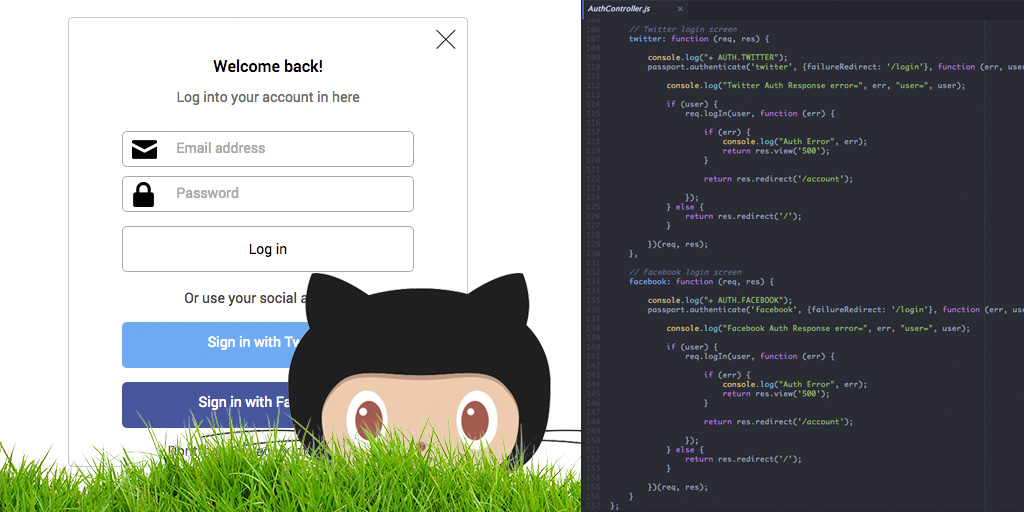 Welcome back!
Log into your account in here
Email address
Password
Log in
Or use your social a
Sign in with Tw
Sign in with Fa
AuthController.js ×
106 // Twitter login screen
107 twitter: function (req, res) {
108
109 console.log("+ AUTH.TWITTER");
110 passport.authenticate('twitter', {failureRedirect: '/login'}, function (err, use
111
112 console.log("Twitter Auth Response error=", err, "user=", user);
113
114 if (user) {
115 req.logIn(user, function (err) {
116
117 if (err) {
118 console.log("Auth Error", err);
119 return res.view('500');
120 }
121
122 return res.redirect('/account');
123
124 });
125 } else {
126 return res.redirect('/');
127 }
128
129 })(req, res);
130 },
131
132 // Facebook login screen
133 facebook: function (req, res) {
134
135 console.log("+ AUTH.FACEBOOK");
136 passport.authenticate('facebook', {failureRedirect: '/login'}, function (err, us
137
138 console.log("Facebook Auth Response error=", err, "user=", user);
139
140 if (user) {
141 req.logIn(user, function (err) {
142
143 if (err) {
144 console.log("Auth Error", err);
145 return res.view('500');
146 }
147
148 return res.redirect('/account');
149
150 });
151 } else {
152 return res.redirect('/');
153 }
154
155 })(req, res);
156 }
157 };